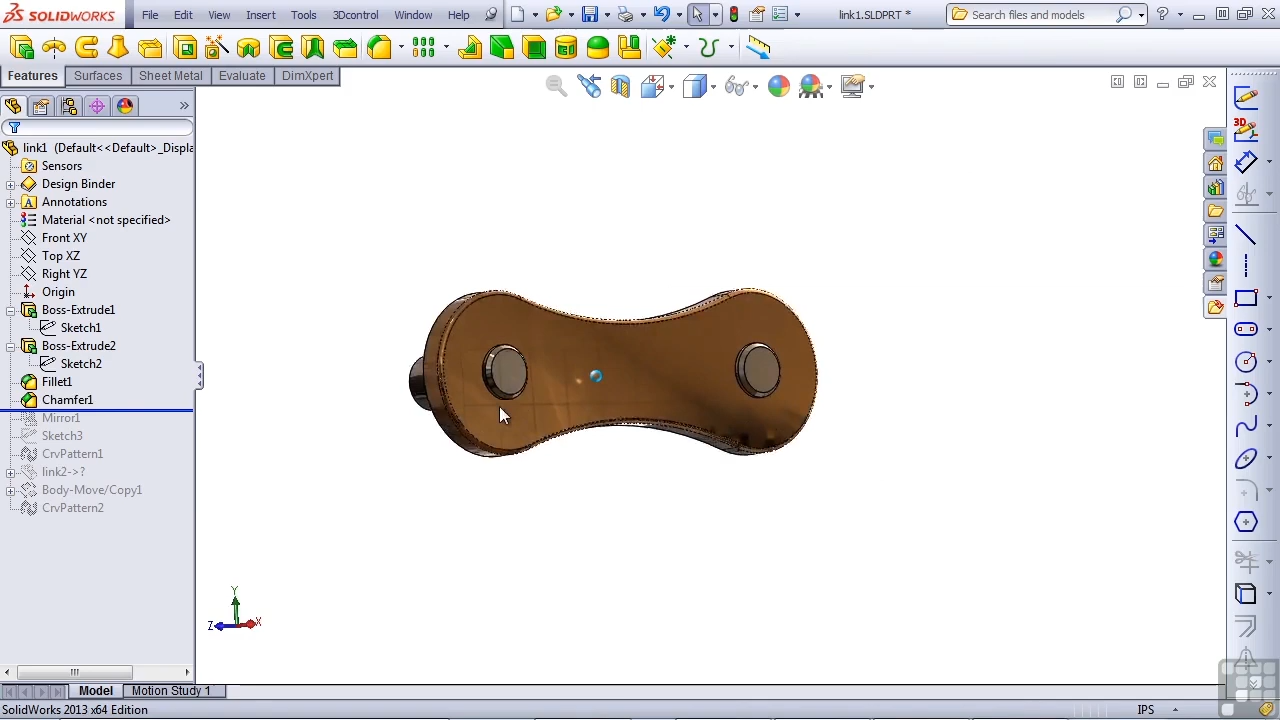 SOLIDWORKS File Edit View Insert Tools 3Dcontrol Window Help link1.SLDPRT * Search files and models
Features Surfaces Sheet Metal Evaluate DimXpert
link1 (Default<<Default>_Displa
Sensors
Design Binder
Annotations
Material <not specified>
Front XY
Top XZ
Right YZ
Origin
Boss-Extrude1
Sketch1
Boss-Extrude2
Sketch2
Fillet1
Chamfer1
Mirror1
Sketch3
CrvPattern1
link2->?
Body-Move/Copy1
CrvPattern2
3D
Y
Z X
Model Motion Study 1
SolidWorks 2013 x64 Edition IPS